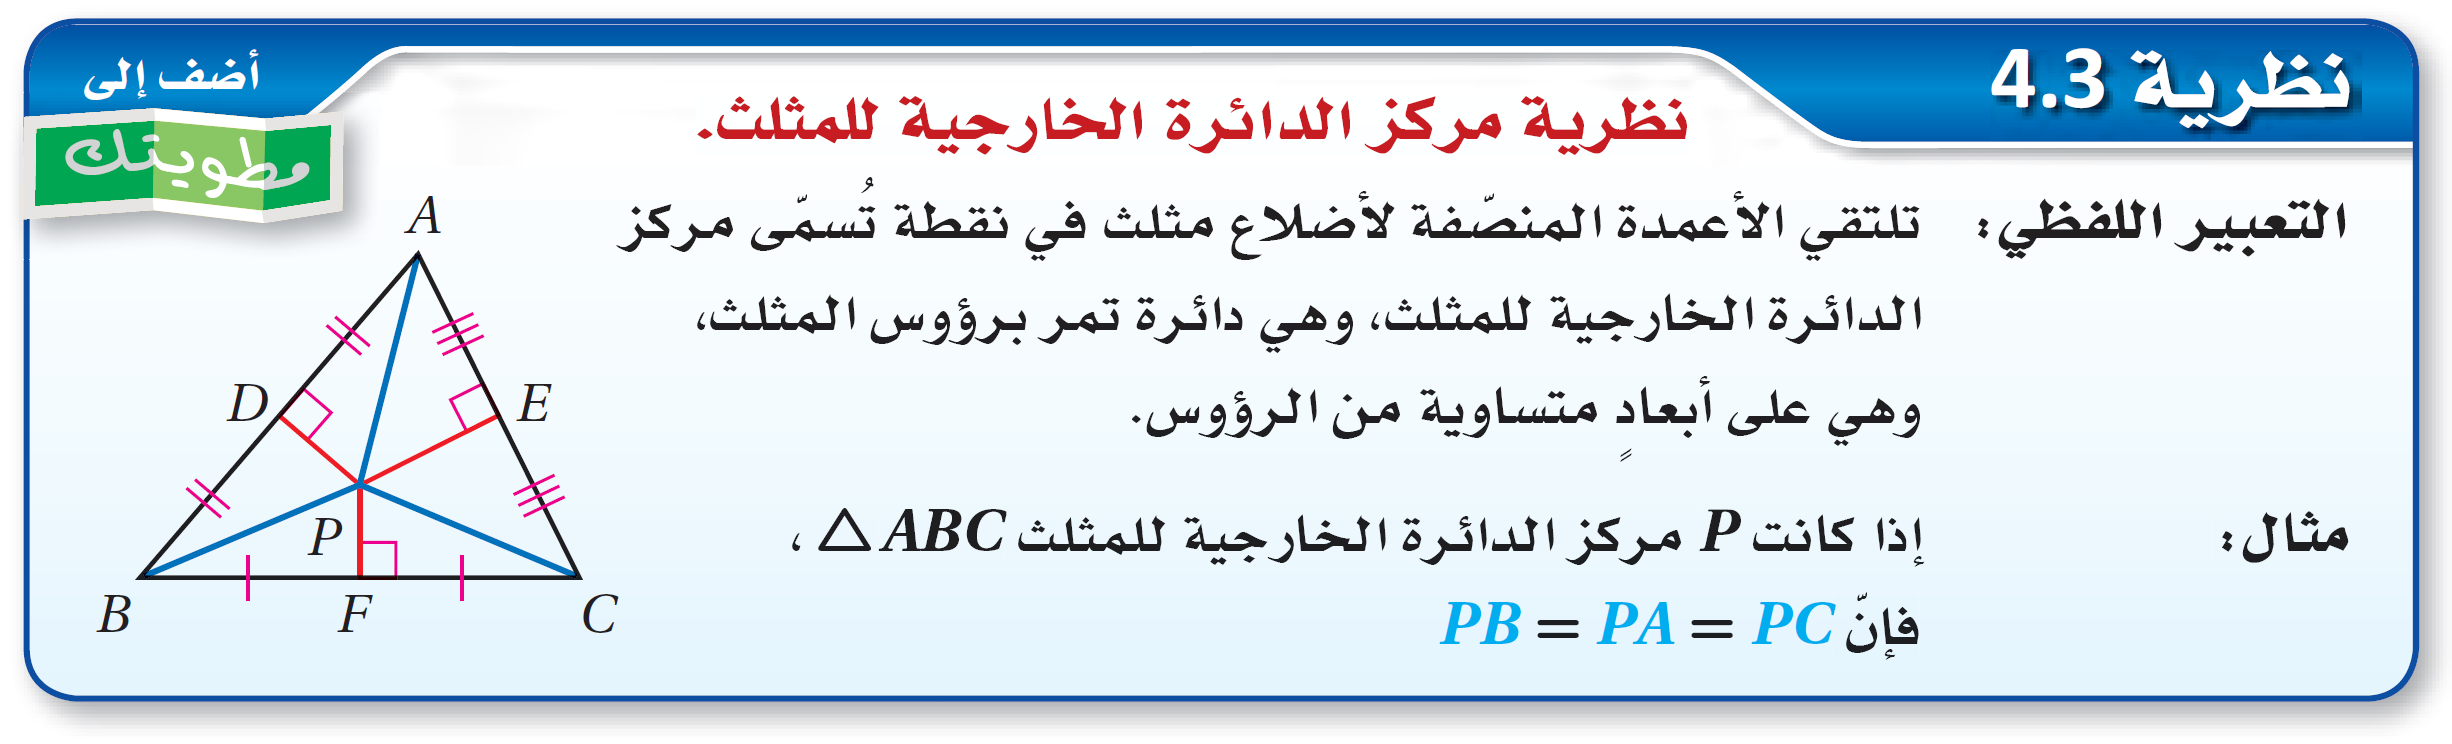 نظرية 4.3
أضف إلى
مطويتك
نظرية مركز الدائرة الخارجية للمثلث.
التعبير اللفظي: تلتقي الأعمدة المنصّفة لأضلاع مثلث في نقطة تُسمّى مركز
الدائرة الخارجية للمثلث، وهي دائرة تمر برؤوس المثلث،
وهي على أبعادٍ متساوية من الرؤوس.
مثال: إذا كانت P مركز الدائرة الخارجية للمثلث △ ABC ،
فإنّ PB = PA = PC
A
D
E
P
B
F
C